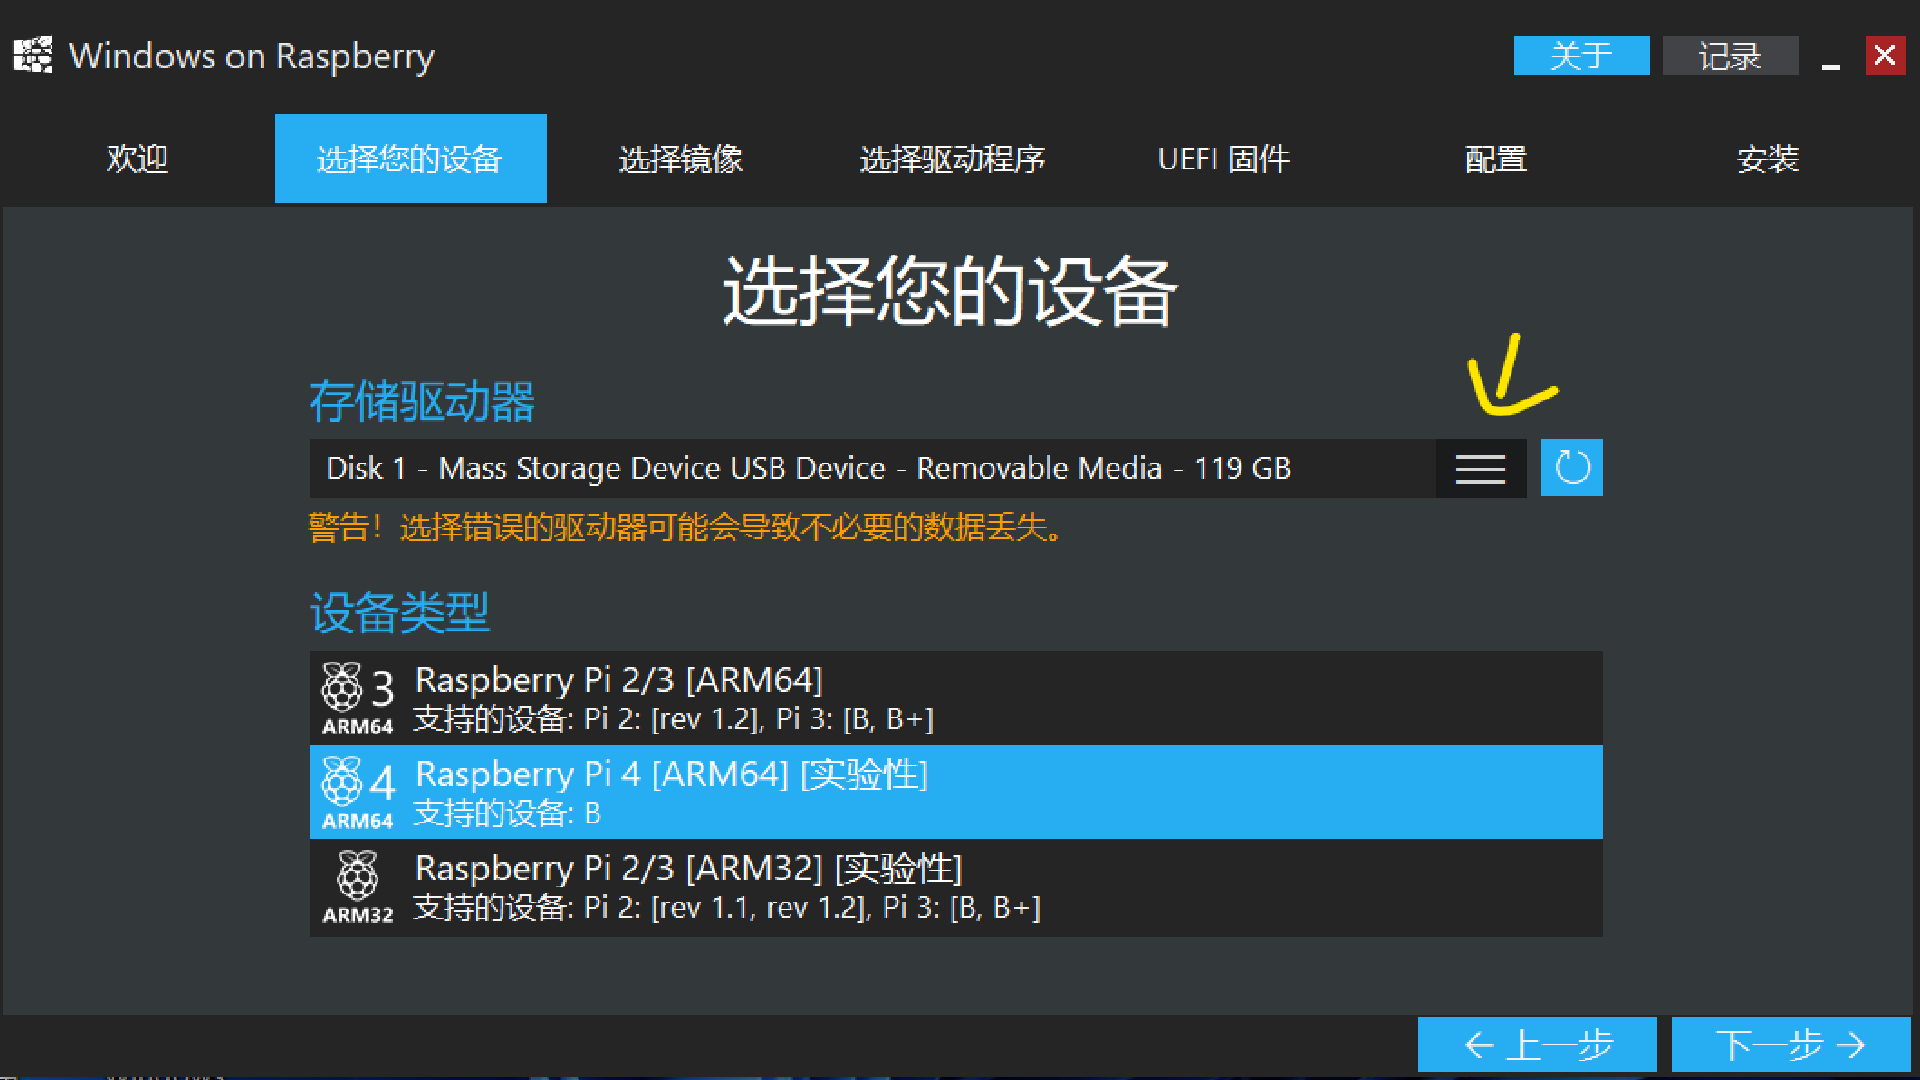 Windows on Raspberry
关于
记录
欢迎
选择您的设备
选择镜像
选择驱动程序
UEFI 固件
配置
安装
选择您的设备
存储驱动器
Disk 1 - Mass Storage Device USB Device - Removable Media - 119 GB
警告！选择错误的驱动器可能会导致不必要的数据丢失。
设备类型
3
ARM64
Raspberry Pi 2/3 [ARM64]
支持的设备: Pi 2: [rev 1.2], Pi 3: [B, B+]
4
ARM64
Raspberry Pi 4 [ARM64] [实验性]
支持的设备: B
ARM32
Raspberry Pi 2/3 [ARM32] [实验性]
支持的设备: Pi 2: [rev 1.1, rev 1.2], Pi 3: [B, B+]
← 上一步
下一步 →